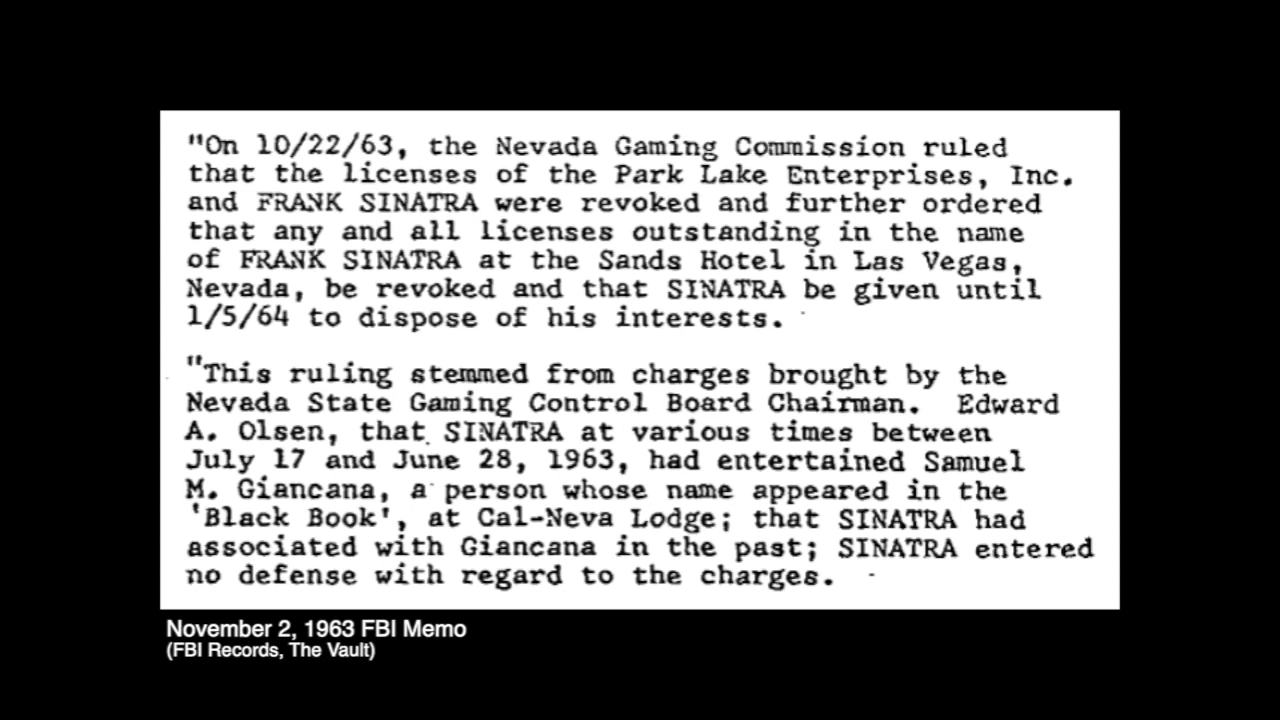 "On 10/22/63, the Nevada Gaming Commission ruled
that the licenses of the Park Lake Enterprises, Inc.
and FRANK SINATRA were revoked and further ordered
that any and all licenses outstanding in the name
of FRANK SINATRA at the Sands Hotel in Las Vegas,
Nevada, be revoked and that SINATRA be given until
1/5/64 to dispose of his interests.
"This ruling stemmed from charges brought by the
Nevada State Gaming Control Board Chairman. Edward
A. Olsen, that SINATRA at various times between
July 17 and June 28, 1963, had entertained Samuel
M. Giancana, a person whose name appeared in the
'Black Book', at Cal-Neva Lodge; that SINATRA had
associated with Giancana in the past; SINATRA entered
no defense with regard to the charges.
November 2, 1963 FBI Memo
(FBI Records, The Vault)